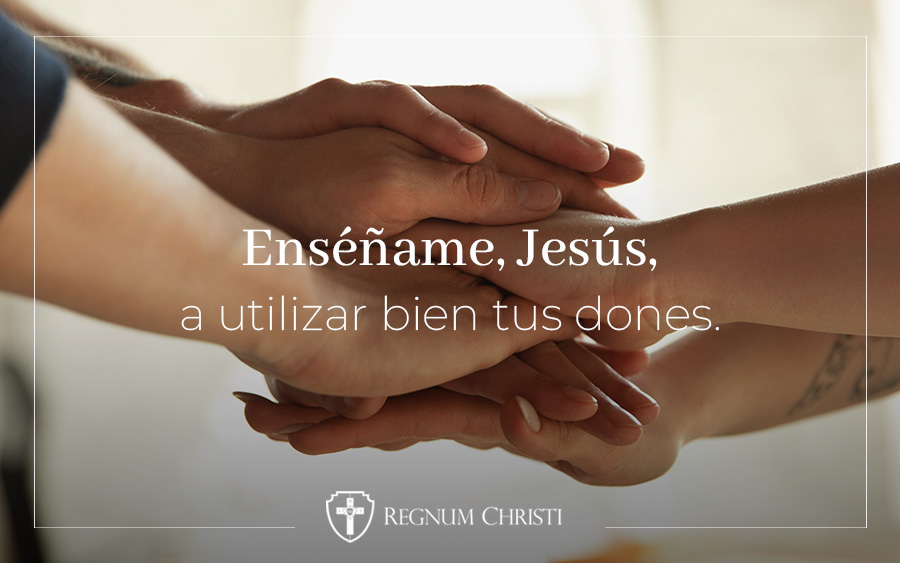 Enséñame, Jesús,
a utilizar bien tus dones.
REGNUM CHRISTI